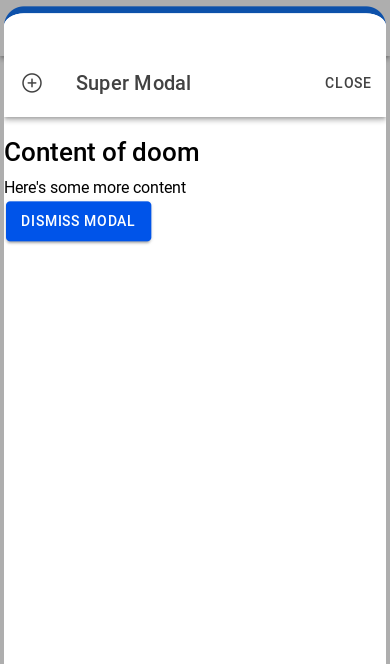 Super Modal CLOSE
Content of doom
Here's some more content
DISMISS MODAL